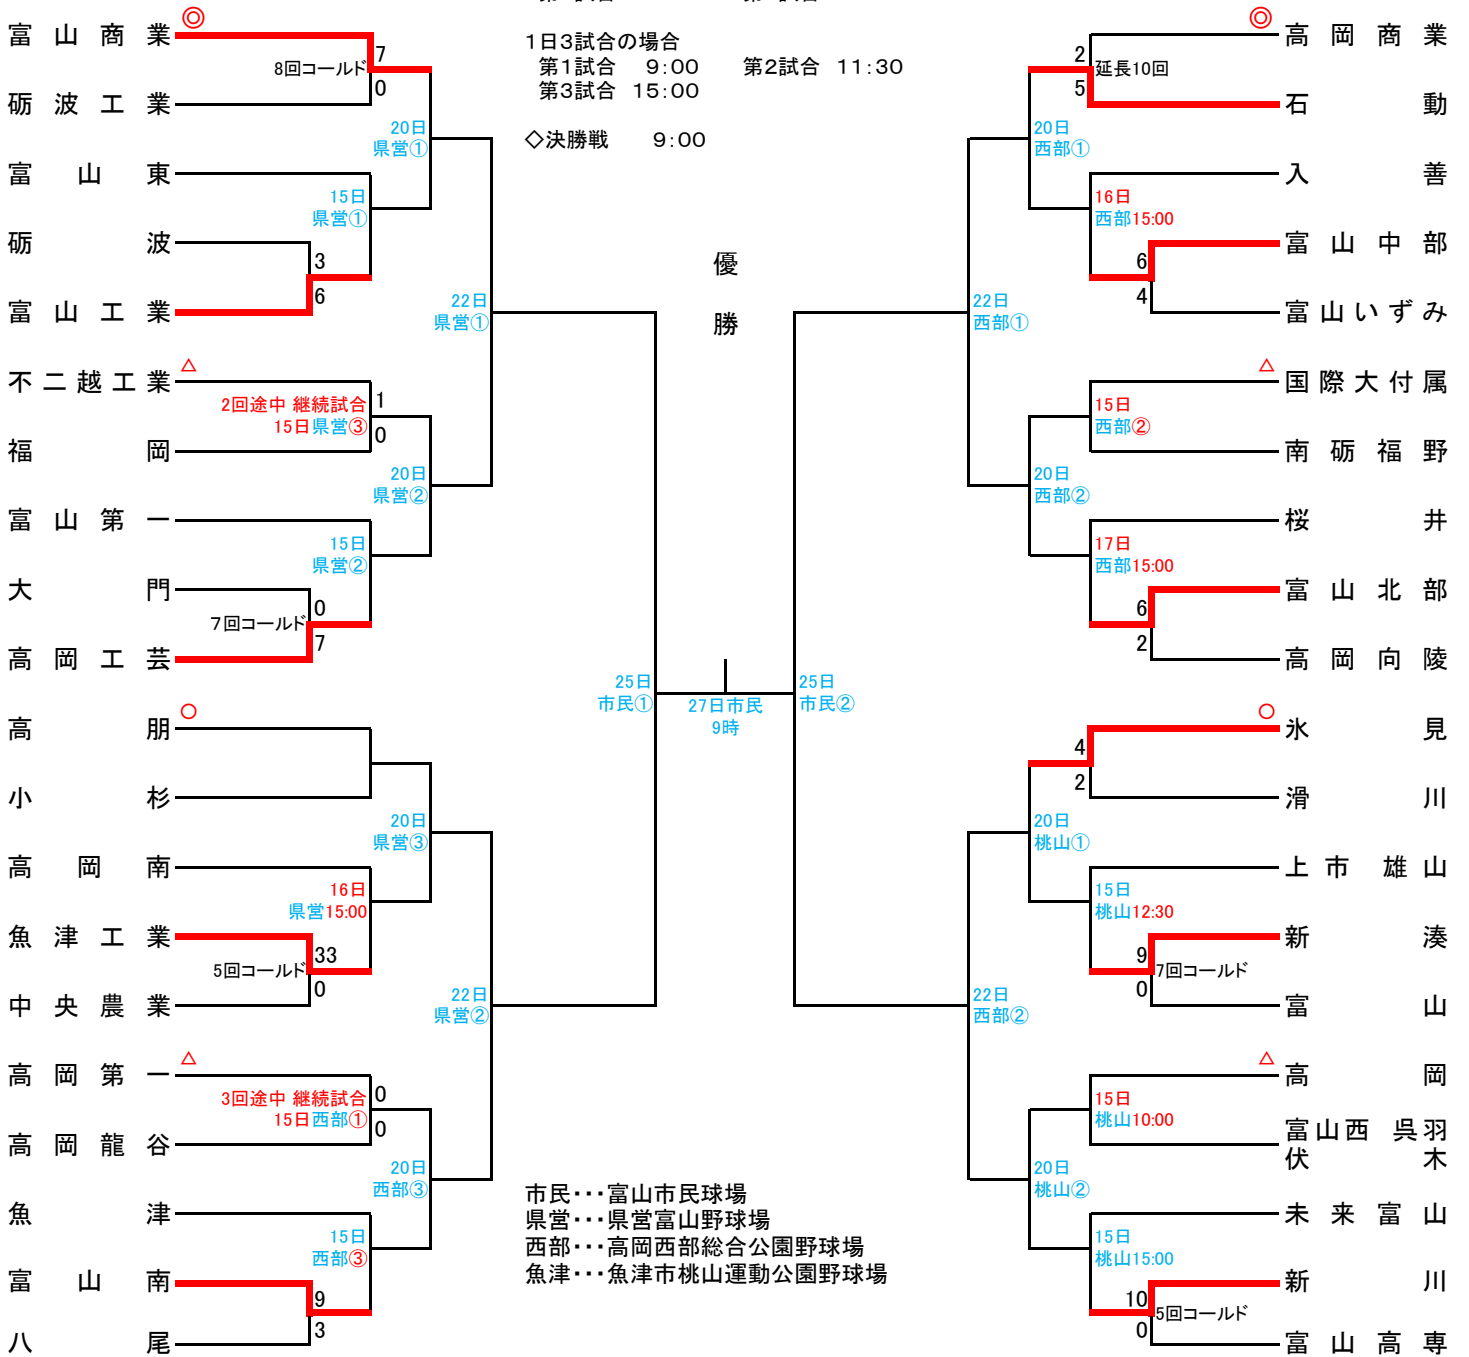 富山商業 ◎
7
8回コールド
0
砺波工業
20日
県営①
富山東
15日
県営①
砺波
3
6
富山工業
22日
県営①
不二越工業 △
2回途中 継続試合 1
15日県営③ 0
福岡
20日
県営②
富山第一
15日
県営②
大門
0
7回コールド
7
高岡工芸
25日
市民①
高朋 ○
小杉
20日
県営③
高岡南
16日
県営15:00
魚津工業
33
5回コールド
0
中央農業
22日
県営②
高岡第一 △
3回途中 継続試合 0
15日西部① 0
高岡龍谷
20日
西部③
魚津
15日
西部③
富山南
9
3
八尾
1日3試合の場合
第1試合 9:00 第2試合 11:30
第3試合 15:00
◇決勝戦 9:00
優
勝
27日市民
9時
市民・・・富山市民球場
県営・・・県営富山野球場
西部・・・高岡西部総合公園野球場
魚津・・・魚津市桃山運動公園野球場
◎ 高岡商業
2
延長10回
5
石動
20日
西部①
入善
16日
西部15:00
富山中部
6
4
富山いずみ
22日
西部①
△ 国際大付属
15日
西部②
南砺福野
20日
西部②
桜井
17日
西部15:00
富山北部
6
2
高岡向陵
25日
市民②
○ 氷見
4
2
滑川
20日
桃山①
上市 雄山
15日
桃山12:30
新湊
9
7回コールド
0
富山
22日
西部②
△ 高岡
15日
桃山10:00
富山西 呉羽
伏木
20日
桃山②
未来富山
15日
桃山15:00
新川
10
5回コールド
0
富山高専